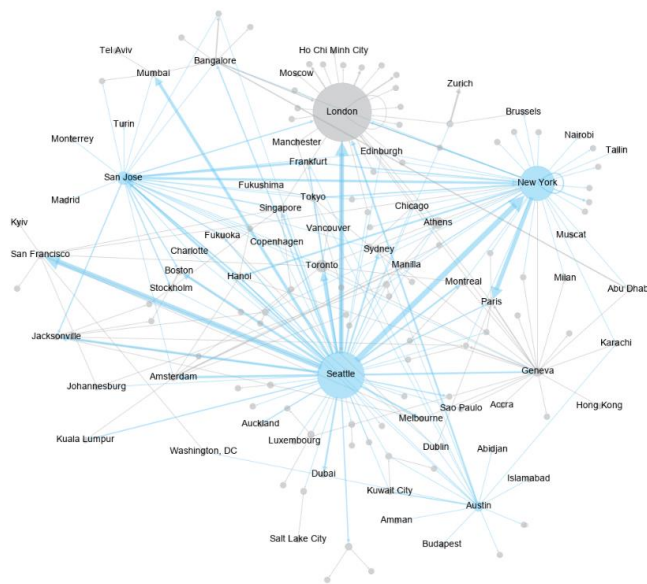 Ho Chi Minh City
Tel Aviv
Bangalore
Mumbai
Moscow
Zurich
London
Brussels
Turin
Monterrey
Manchester
Nairobi
Edinburgh
Tallin
Frankfurt
San Jose
Fukushima
New York
Madrid
Tokyo
Singapore
Chicago
Kyiv
Athens
Vancouver
Fukuoka
Copenhagen
Muscat
San Francisco
Charlotte
Sydney
Toronto
Manilla
Boston
Hanoi
Montreal
Milan
Stockholm
Abu Dhab
Paris
Jacksonville
Karachi
Seattle
Geneva
Johannesburg
Amsterdam
Sao Paulo
Accra
Hong Kong
Auckland
Melbourne
Kuala Lumpur
Luxembourg
Washington, DC
Dublin
Abidjan
Dubai
Islamabad
Kuwait City
Austin
Amman
Salt Lake City
Budapest